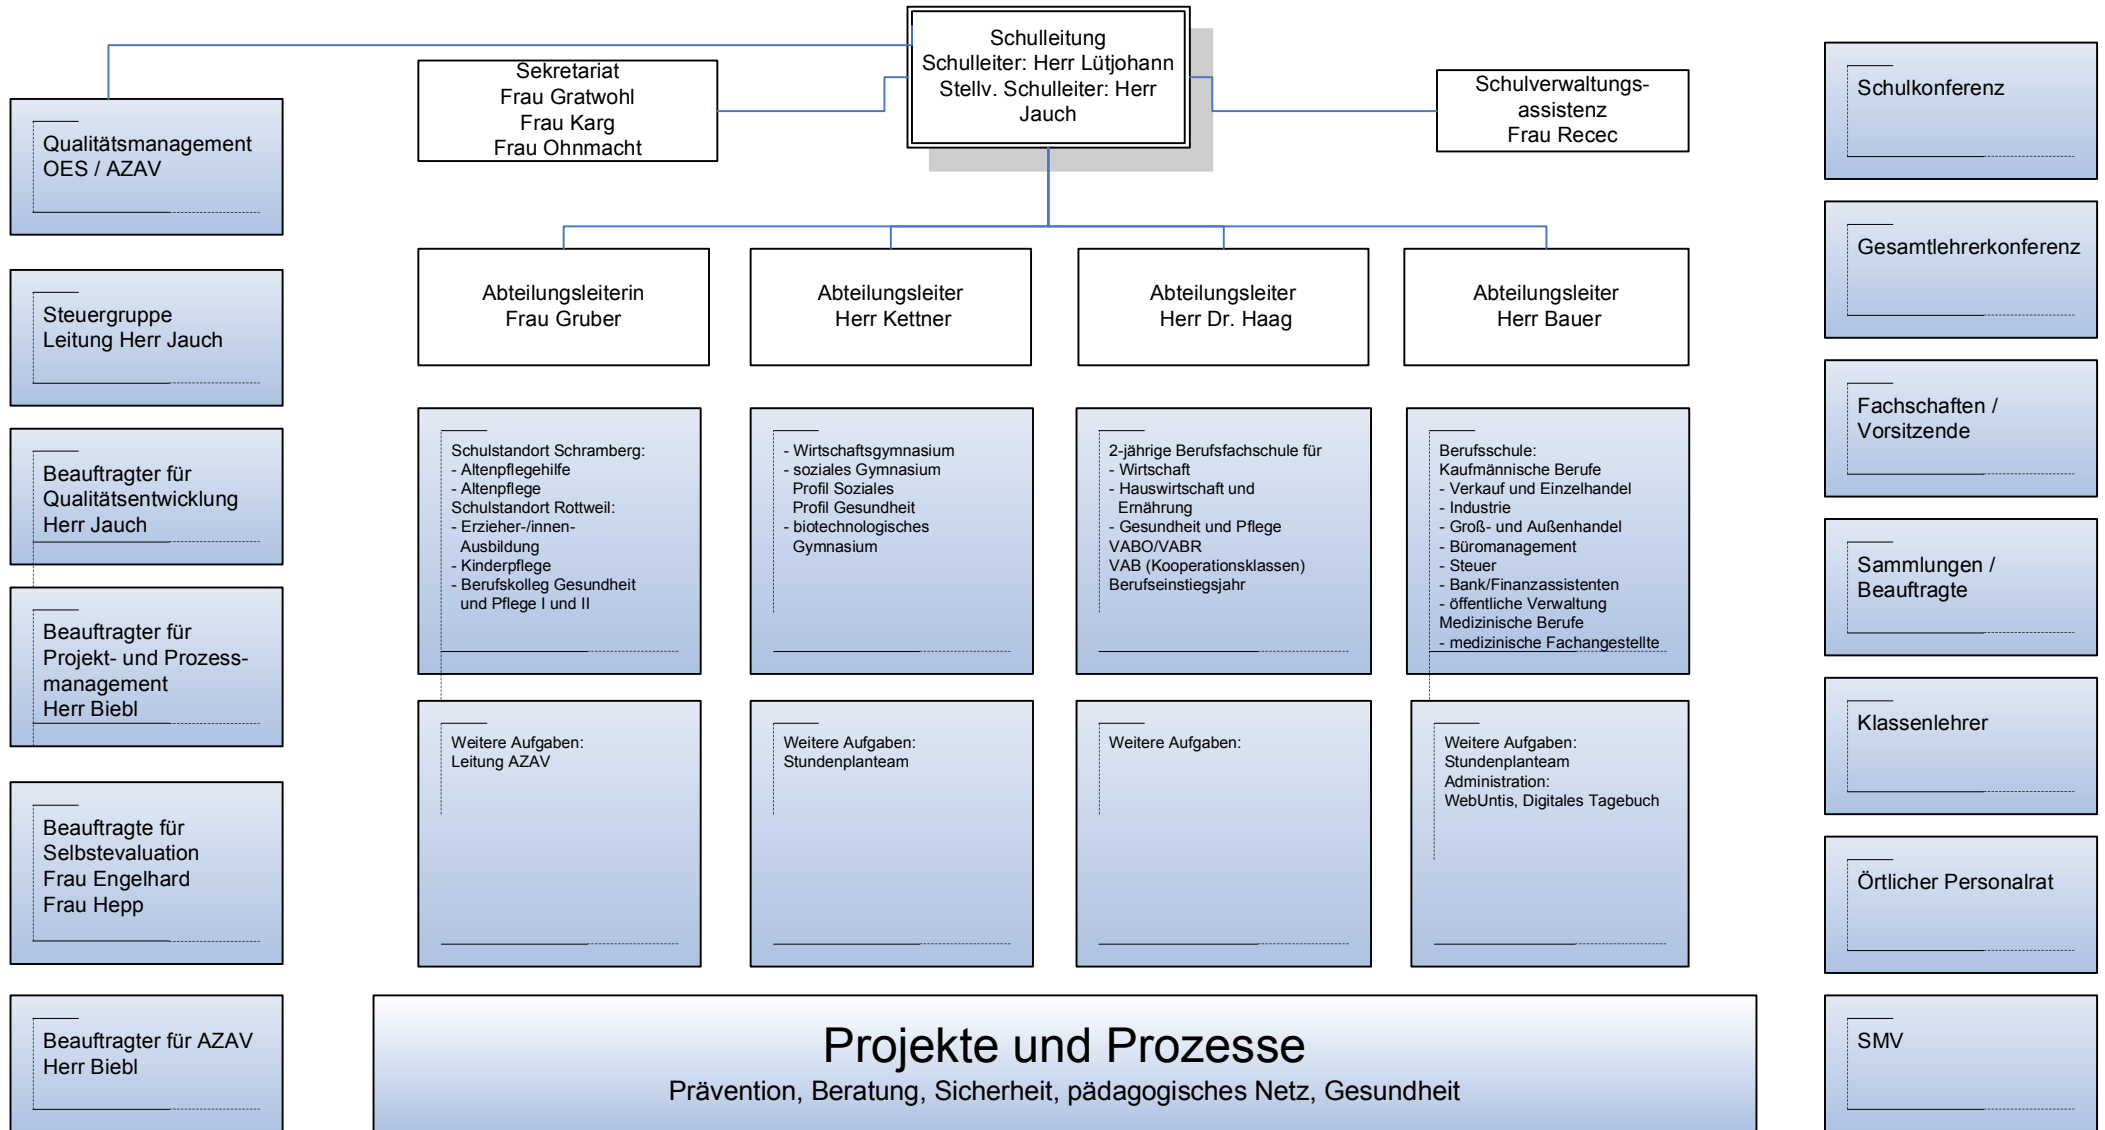 Schulleitung
Schulleiter: Herr Lütjohann
Stellv. Schulleiter: Herr
Jauch
Sekretariat
Frau Gratwohl
Frau Karg
Frau Ohnmacht
Schulverwaltungs-
assistenz
Frau Recec
Qualitätsmanagement
OES / AZAV
Steuergruppe
Leitung Herr Jauch
Beauftragter für
Qualitätsentwicklung
Herr Jauch
Beauftragter für
Projekt- und Prozess-
management
Herr Biebl
Beauftragte für
Selbstevaluation
Frau Engelhard
Frau Hepp
Beauftragter für AZAV
Herr Biebl
Abteilungsleiterin
Frau Gruber
Abteilungsleiter
Herr Kettner
Abteilungsleiter
Herr Dr. Haag
Abteilungsleiter
Herr Bauer
Schulstandort Schramberg:
- Altenpflegehilfe
- Altenpflege
Schulstandort Rottweil:
- Erzieher-/innen-
Ausbildung
- Kinderpflege
- Berufskolleg Gesundheit
und Pflege I und II
- Wirtschaftsgymnasium
- soziales Gymnasium
Profil Soziales
Profil Gesundheit
- biotechnologisches
Gymnasium
2-jährige Berufsfachschule für
- Wirtschaft
- Hauswirtschaft und
Ernährung
- Gesundheit und Pflege
VABO/VABR
VAB (Kooperationsklassen)
Berufseinstiegsjahr
Berufsschule:
Kaufmännische Berufe
- Verkauf und Einzelhandel
- Industrie
- Groß- und Außenhandel
- Büromanagement
- Steuer
- Bank/Finanzassistenten
- öffentliche Verwaltung
Medizinische Berufe
- medizinische Fachangestellte
Weitere Aufgaben:
Leitung AZAV
Weitere Aufgaben:
Stundenplanteam
Weitere Aufgaben:
Weitere Aufgaben:
Stundenplanteam
Administration:
WebUntis, Digitales Tagebuch
Projekte und Prozesse
Prävention, Beratung, Sicherheit, pädagogisches Netz, Gesundheit
Schulkonferenz
Gesamtlehrerkonferenz
Fachschaften /
Vorsitzende
Sammlungen /
Beauftragte
Klassenlehrer
Örtlicher Personalrat
SMV